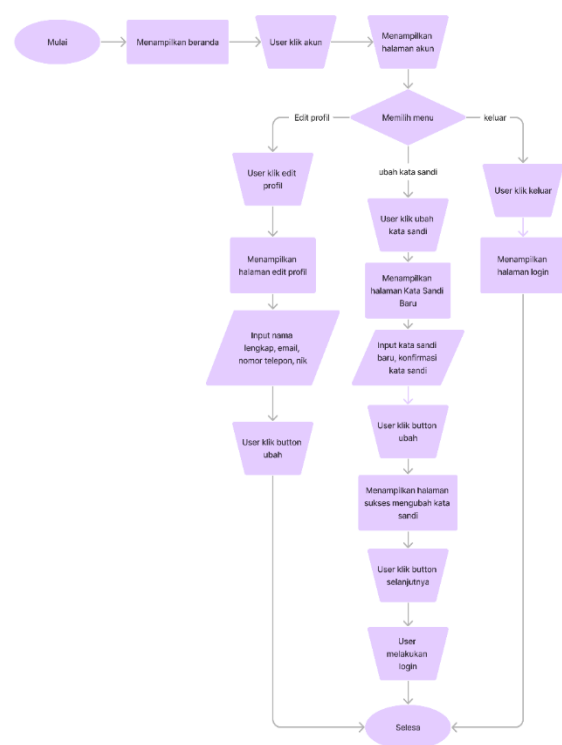 Mulai
Menampilkan beranda
User klik akun
Menampilkan
halaman akun
Memilih menu
Edit profil
ubah kata sandi
keluar
User klik edit
profil
Menampilkan
halaman edit profil
Input nama
lengkap, email,
nomor telepon, nik
User klik button
ubah
User klik ubah
kata sandi
Menampilkan
halaman Kata Sandi
Baru
Input kata sandi
baru, konfirmasi
kata sandi
User klik button
ubah
Menampilkan halaman
sukses mengubah kata
sandi
User klik button
selanjutnya
User
melakukan
login
User klik keluar
Menampilkan
halaman login
Selesa